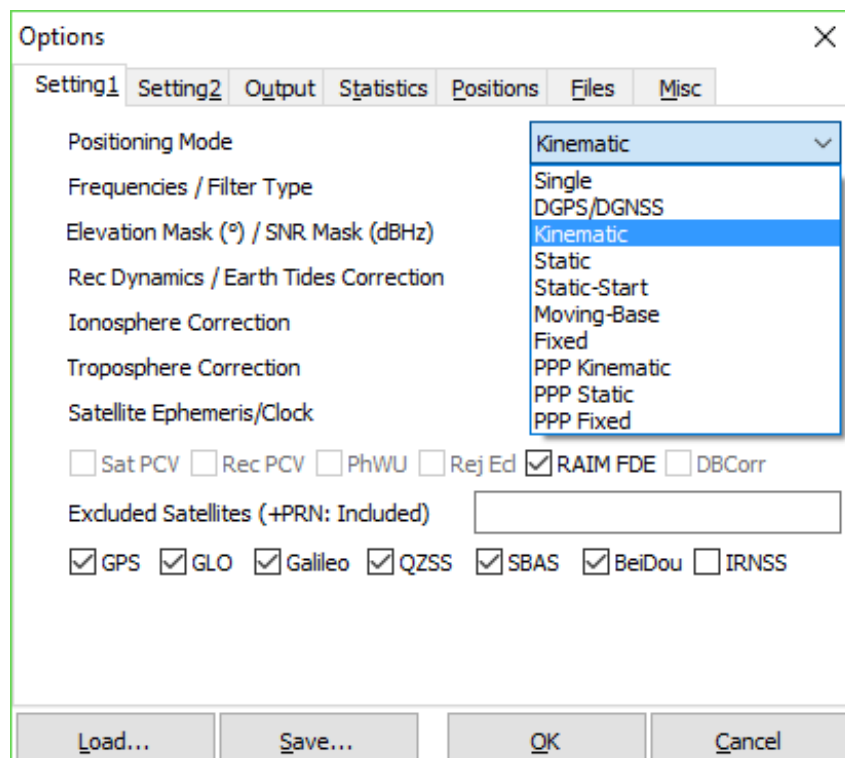 Options
Setting1 Setting2 Output Statistics Positions Files Misc
Positioning Mode Kinematic
Single
Frequencies / Filter Type
DGPS/DGNSS
Elevation Mask (°) / SNR Mask (dBHz)
Kinematic
Static
Rec Dynamics / Earth Tides Correction
Static-Start
Ionosphere Correction
Moving-Base
Fixed
Troposphere Correction
PPP Kinematic
PPP Static
Satellite Ephemeris/Clock
PPP Fixed
Sat PCV Rec PCV PhWU Rej Ecl RAIM FDE DBCorr
Excluded Satellites (+PRN: Included)
GPS GLO Galileo QZSS SBAS BeiDou IRNSS
Load... Save... OK Cancel